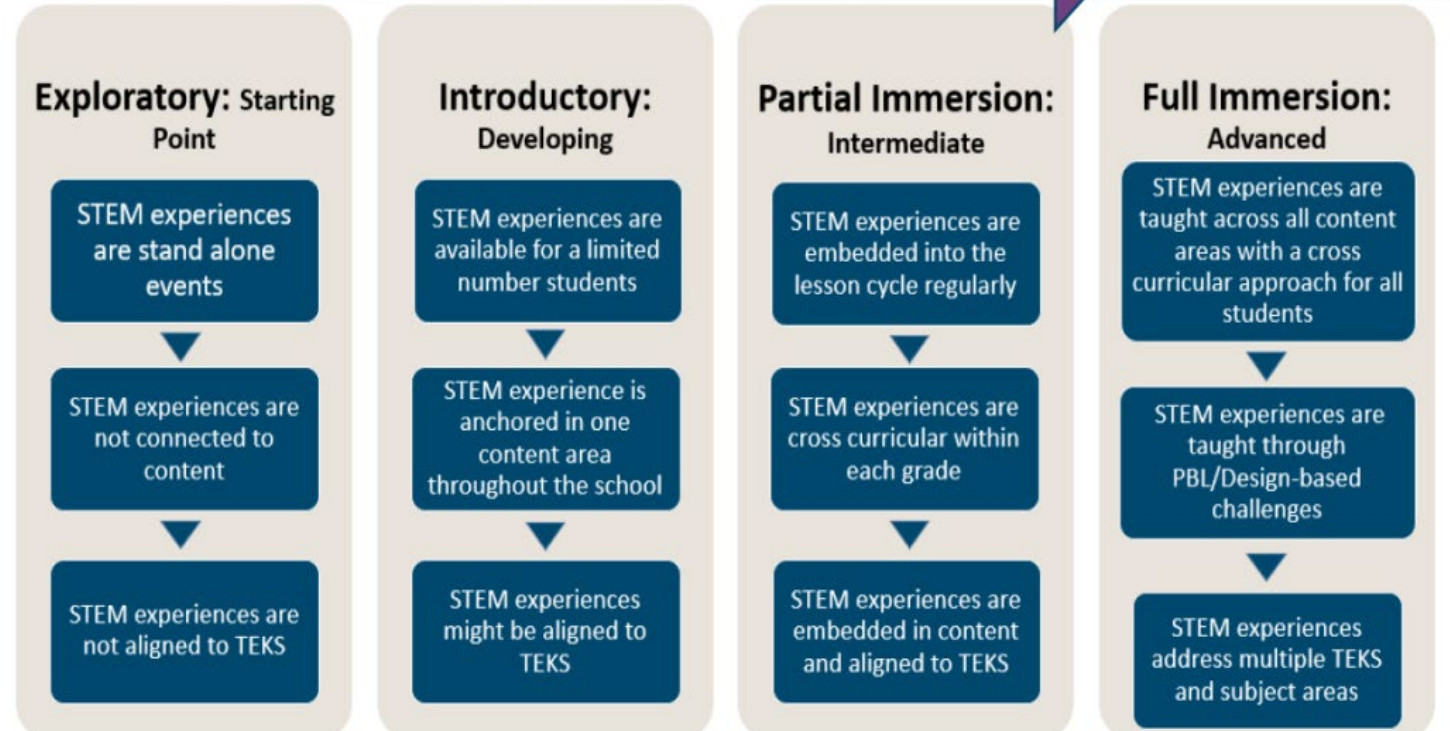 Exploratory: Starting
Point
STEM experiences
are stand alone
events
STEM experiences are
not connected to
content
STEM experiences are
not aligned to TEKS
Introductory:
Developing
STEM experiences are
available for a limited
number students
STEM experience is
anchored in one
content area
throughout the school
STEM experiences
might be aligned to
TEKS
Partial Immersion:
Intermediate
STEM experiences are
embedded into the
lesson cycle regularly
STEM experiences are
cross curricular within
each grade
STEM experiences are
embedded in content
and aligned to TEKS
Full Immersion:
Advanced
STEM experiences are
taught across all content
areas with a cross
curricular approach for all
students
STEM experiences are
taught through
PBL/Design-based
challenges
STEM experiences
address multiple TEKS
and subject areas